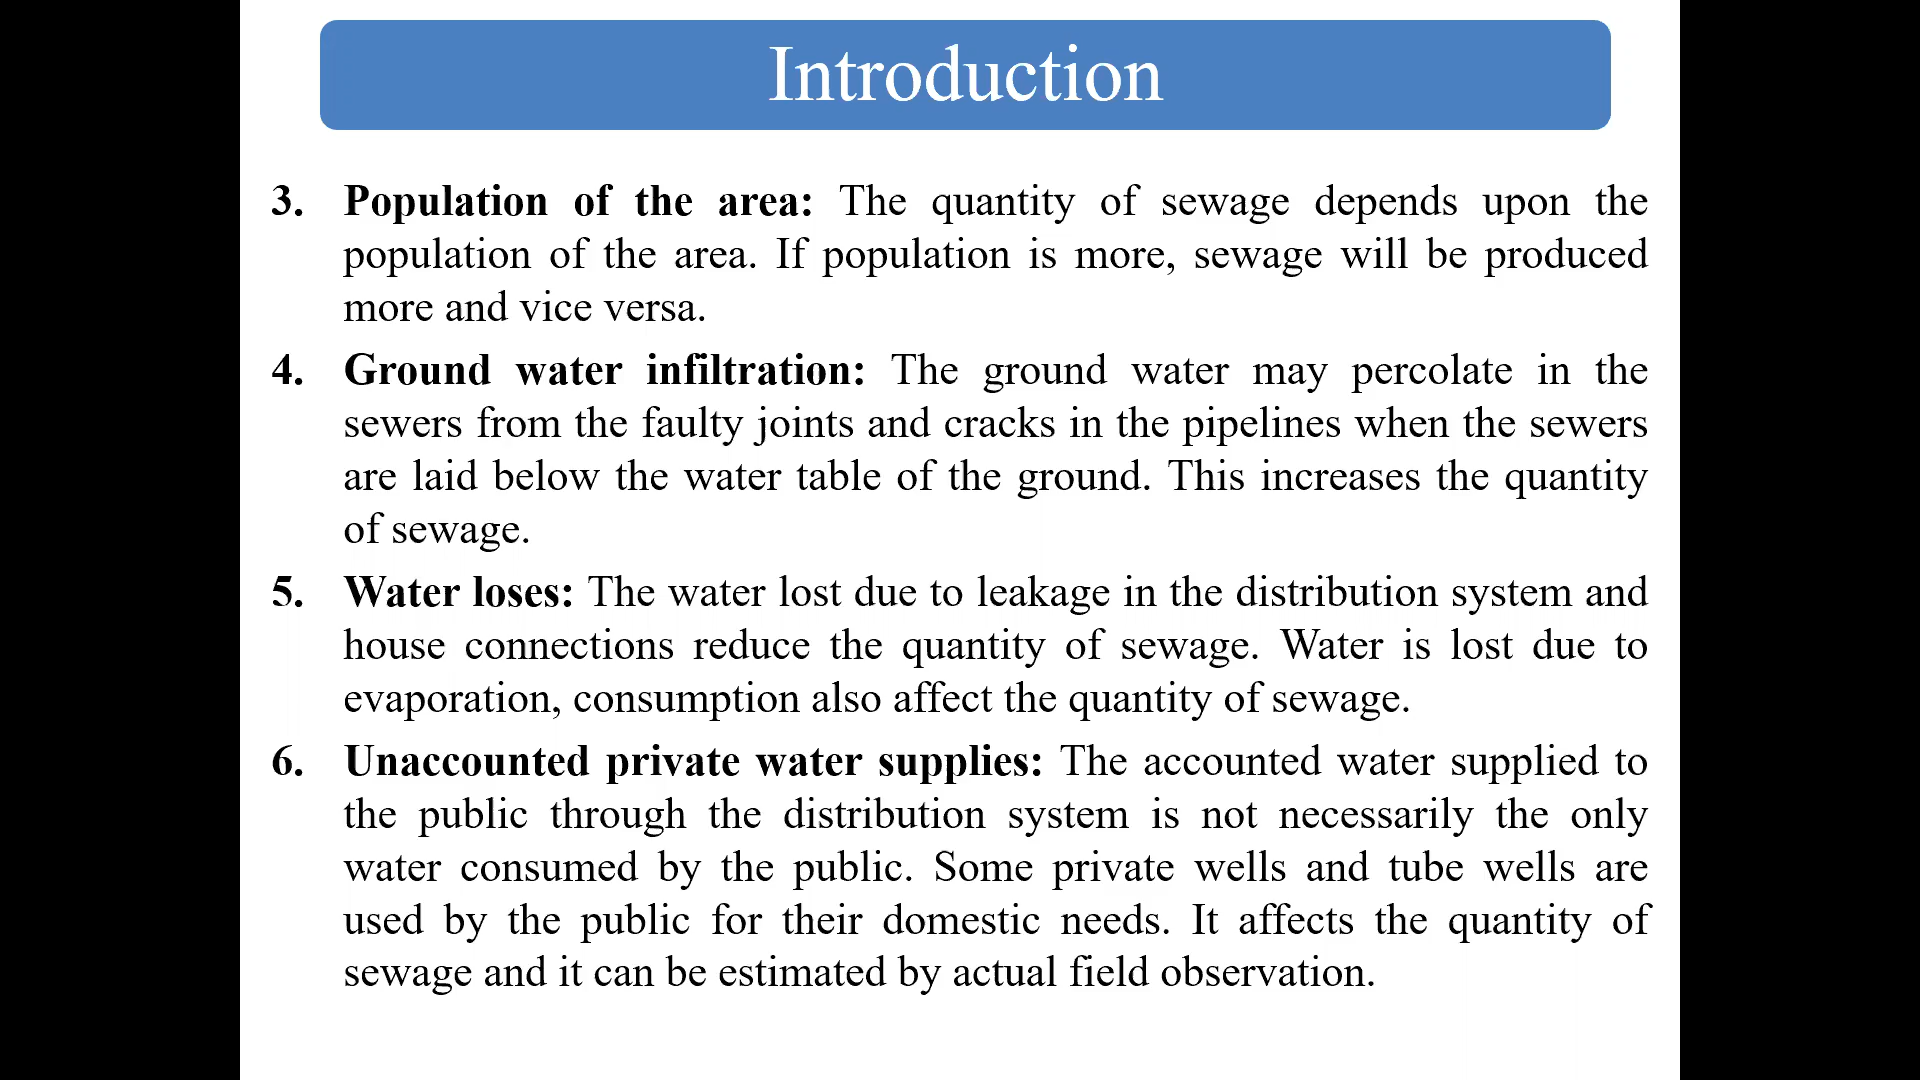 Introduction
3. Population of the area: The quantity of sewage depends upon the
population of the area. If population is more, sewage will be produced
more and vice versa.
4. Ground water infiltration: The ground water may percolate in the
sewers from the faulty joints and cracks in the pipelines when the sewers
are laid below the water table of the ground. This increases the quantity
of sewage.
5. Water loses: The water lost due to leakage in the distribution system and
house connections reduce the quantity of sewage. Water is lost due to
evaporation, consumption also affect the quantity of sewage.
6. Unaccounted private water supplies: The accounted water supplied to
the public through the distribution system is not necessarily the only
water consumed by the public. Some private wells and tube wells are
used by the public for their domestic needs. It affects the quantity of
sewage and it can be estimated by actual field observation.